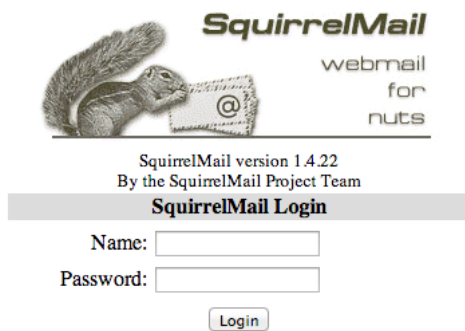 SquirrelMail
webmail
for
nuts
@
SquirrelMail version 1.4.22
By the SquirrelMail Project Team
SquirrelMail Login
Name:
Password:
Login